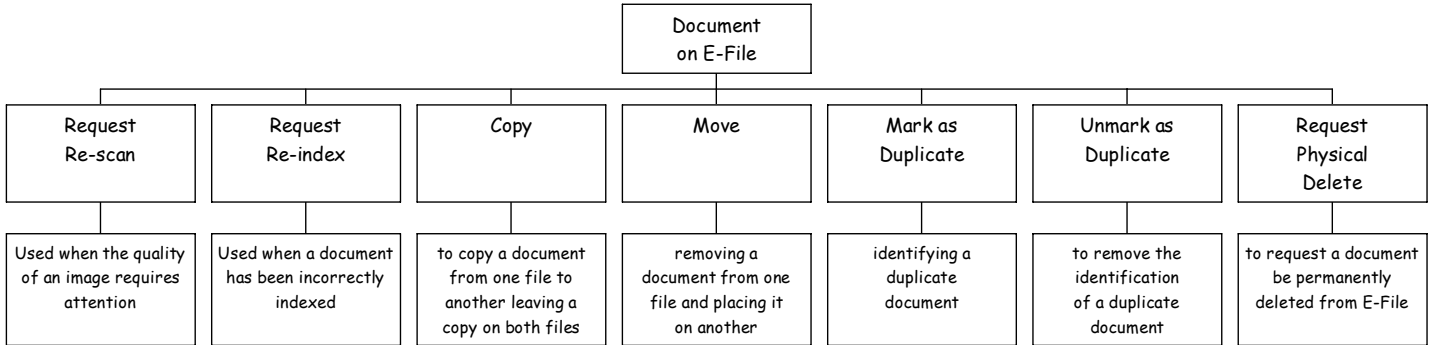 Document
on E-File
Request
Re-scan
Request
Re-index
Copy
Move
Mark as
Duplicate
Unmark as
Duplicate
Request
Physical
Delete
Used when the quality
of an image requires
attention
Used when a document
has been incorrectly
indexed
to copy a document
from one file to
another leaving a
copy on both files
removing a
document from one
file and placing it
on another
identifying a
duplicate
document
to remove the
identification
of a duplicate
document
to request a document
be permanently
deleted from E-File